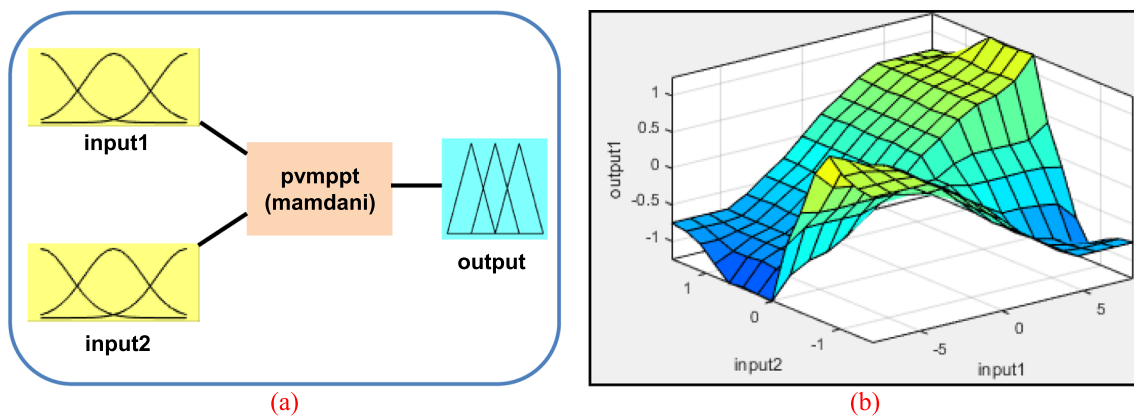 input1
pvmppt
(mamdani)
output
input2
(a)
1
0.5
0
-0.5
-1
output1
1
0
-1
input2
-5
0
5
input1
(b)